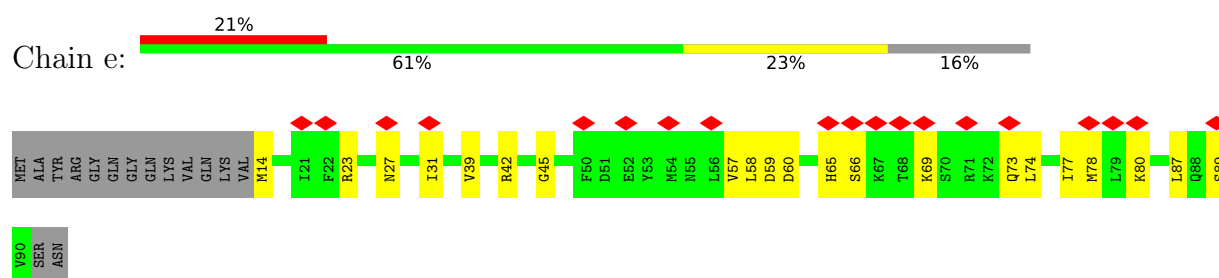 21%
Chain e:
61% 23% 16%
MET ALA TYR ARG GLY GLN GLY GLN LYS VAL GLN LYS VAL M14 I21 F22 R23 N27 I31 V39 R42 G45 F50 D51 E52 Y53 M54 N55 L56 V57 L58 D59 D60 H65 S66 K67 T68 K69 S70 R71 K72 Q73 L74 I77 M78 L79 K80 L87 Q88 S89
V90 SER ASN